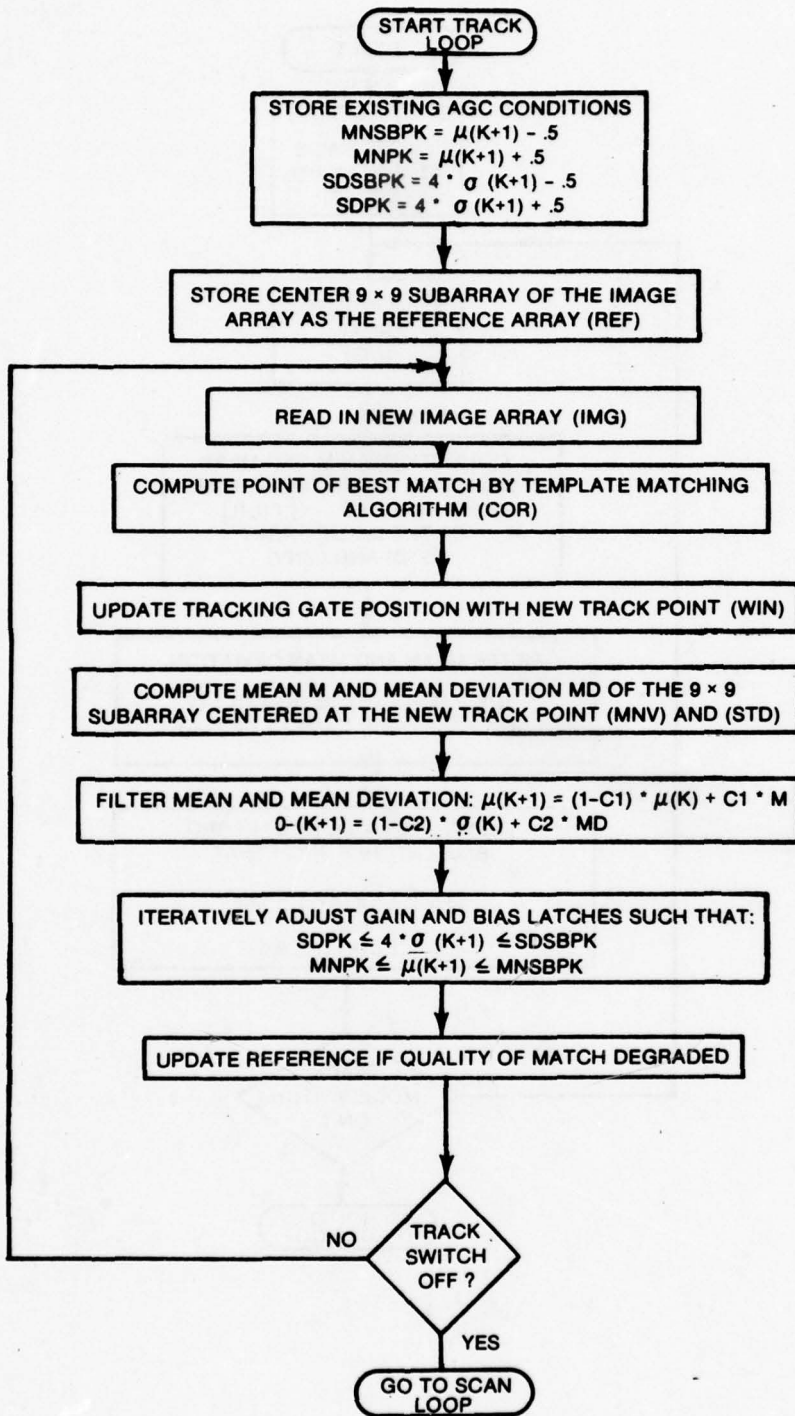 START TRACK
LOOP
STORE EXISTING AGC CONDITIONS
MNSBPK = μ(K+1) – .5
MNPK = μ(K+1) + .5
SDSBPK = 4 * σ (K+1) – .5
SDPK = 4 * σ (K+1) + .5
STORE CENTER 9 × 9 SUBARRAY OF THE IMAGE
ARRAY AS THE REFERENCE ARRAY (REF)
READ IN NEW IMAGE ARRAY (IMG)
COMPUTE POINT OF BEST MATCH BY TEMPLATE MATCHING
ALGORITHM (COR)
UPDATE TRACKING GATE POSITION WITH NEW TRACK POINT (WIN)
COMPUTE MEAN M AND MEAN DEVIATION MD OF THE 9 × 9
SUBARRAY CENTERED AT THE NEW TRACK POINT (MNV) AND (STD)
FILTER MEAN AND MEAN DEVIATION: μ(K+1) = (1–C1) * μ(K) + C1 * M
0-(K+1) = (1–C2) * σ(K) + C2 * MD
ITERATIVELY ADJUST GAIN AND BIAS LATCHES SUCH THAT:
SDPK ≤ 4 * σ (K+1) ≤ SDSBPK
MNPK ≤ μ(K+1) ≤ MNSBPK
UPDATE REFERENCE IF QUALITY OF MATCH DEGRADED
NO
TRACK
SWITCH
OFF ?
YES
GO TO SCAN
LOOP